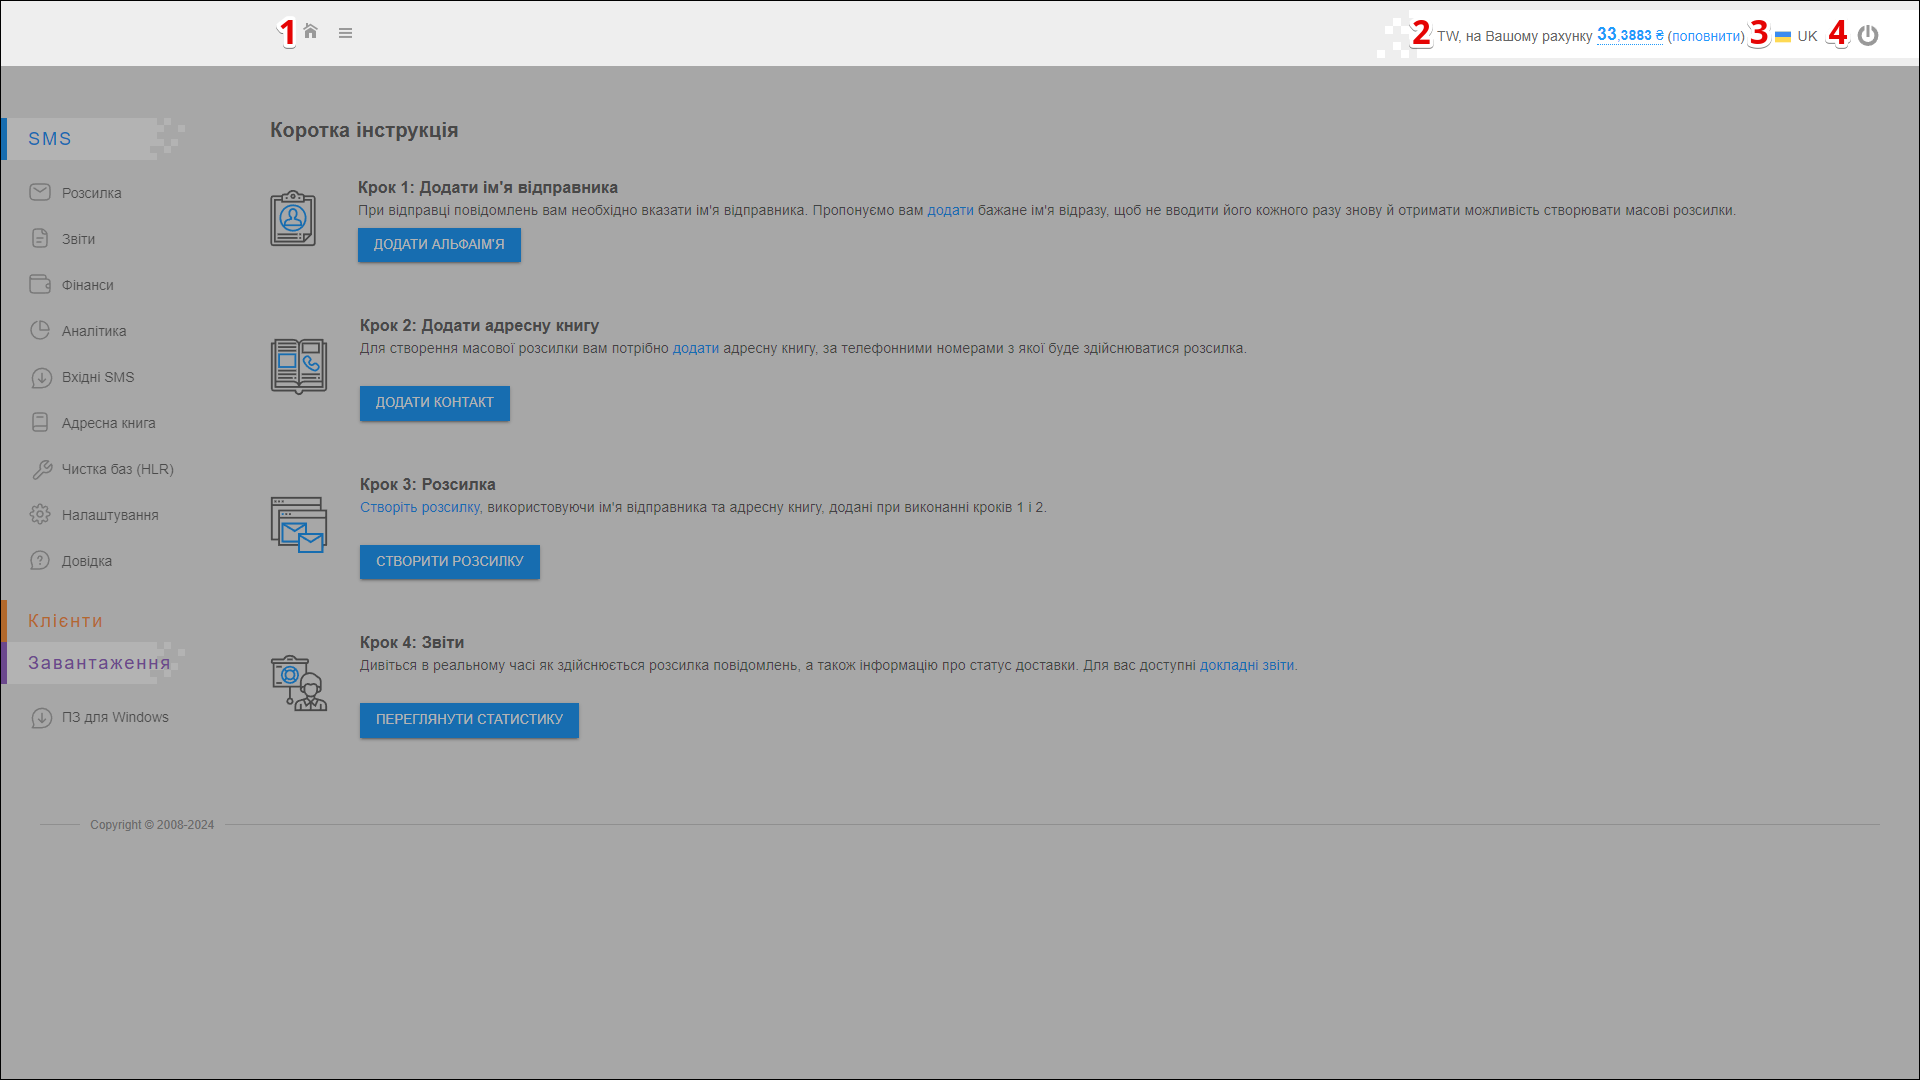 1
2 TW, на Вашому рахунку 33,3883 ₴ (поповнити) 3 UK 4
SMS
Розсилка
Звіти
Фінанси
Аналітика
Вхідні SMS
Адресна книга
Чистка баз (HLR)
Налаштування
Довідка
Клієнти
Завантаження
ПЗ для Windows
Коротка інструкція
Крок 1: Додати ім'я відправника
При відправці повідомлень вам необхідно вказати ім'я відправника. Пропонуємо вам додати бажане ім'я відразу, щоб не вводити його кожного разу знову й отримати можливість створювати масові розсилки.
ДОДАТИ АЛЬФАІМ'Я
Крок 2: Додати адресну книгу
Для створення масової розсилки вам потрібно додати адресну книгу, за телефонними номерами з якої буде здійснюватися розсилка.
ДОДАТИ КОНТАКТ
Крок 3: Розсилка
Створіть розсилку, використовуючи ім'я відправника та адресну книгу, додані при виконанні кроків 1 і 2.
СТВОРИТИ РОЗСИЛКУ
Крок 4: Звіти
Дивіться в реальному часі як здійснюється розсилка повідомлень, а також інформацію про статус доставки. Для вас доступні докладні звіти.
ПЕРЕГЛЯНУТИ СТАТИСТИКУ
Copyright © 2008-2024